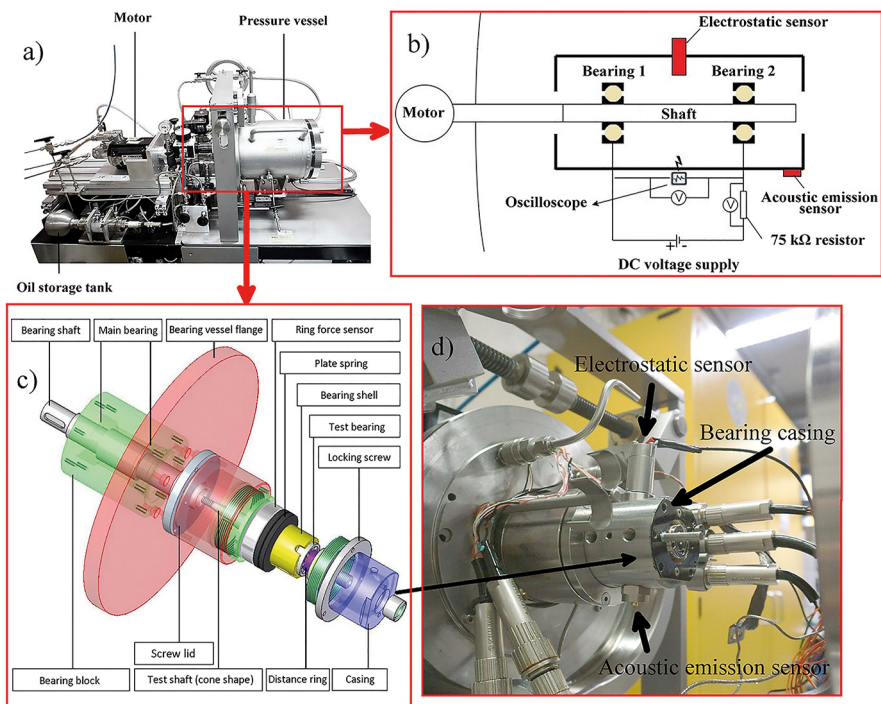 a)
Motor
Pressure vessel
Oil storage tank
b)
Electrostatic
sensor
Bearing 1
Bearing 2
Motor
Shaft
Oscilloscope
V
V
Acoustic
emission
sensor
75 kΩ resistor
+
-
DC voltage supply
c)
Bearing shaft
Main bearing
Bearing vessel flange
Ring force sensor
Plate spring
Bearing shell
Test bearing
Locking screw
Screw lid
Bearing block
Test shaft (cone shape)
Distance ring
Casing
d)
Electrostatic
sensor
Bearing casing
Acoustic emission sensor